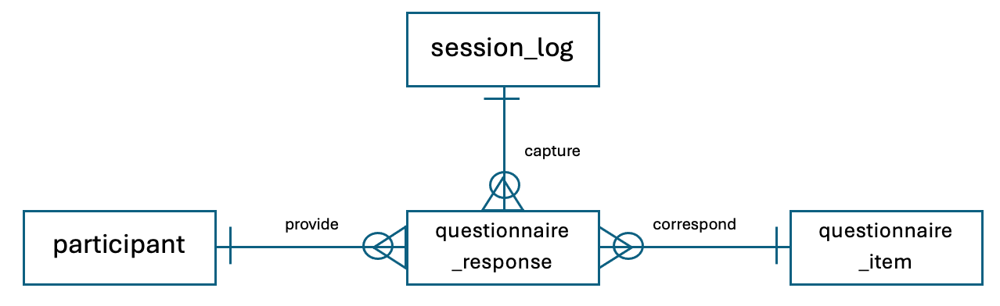 session_log
capture
participant
provide
questionnaire
_response
correspond
questionnaire
_item